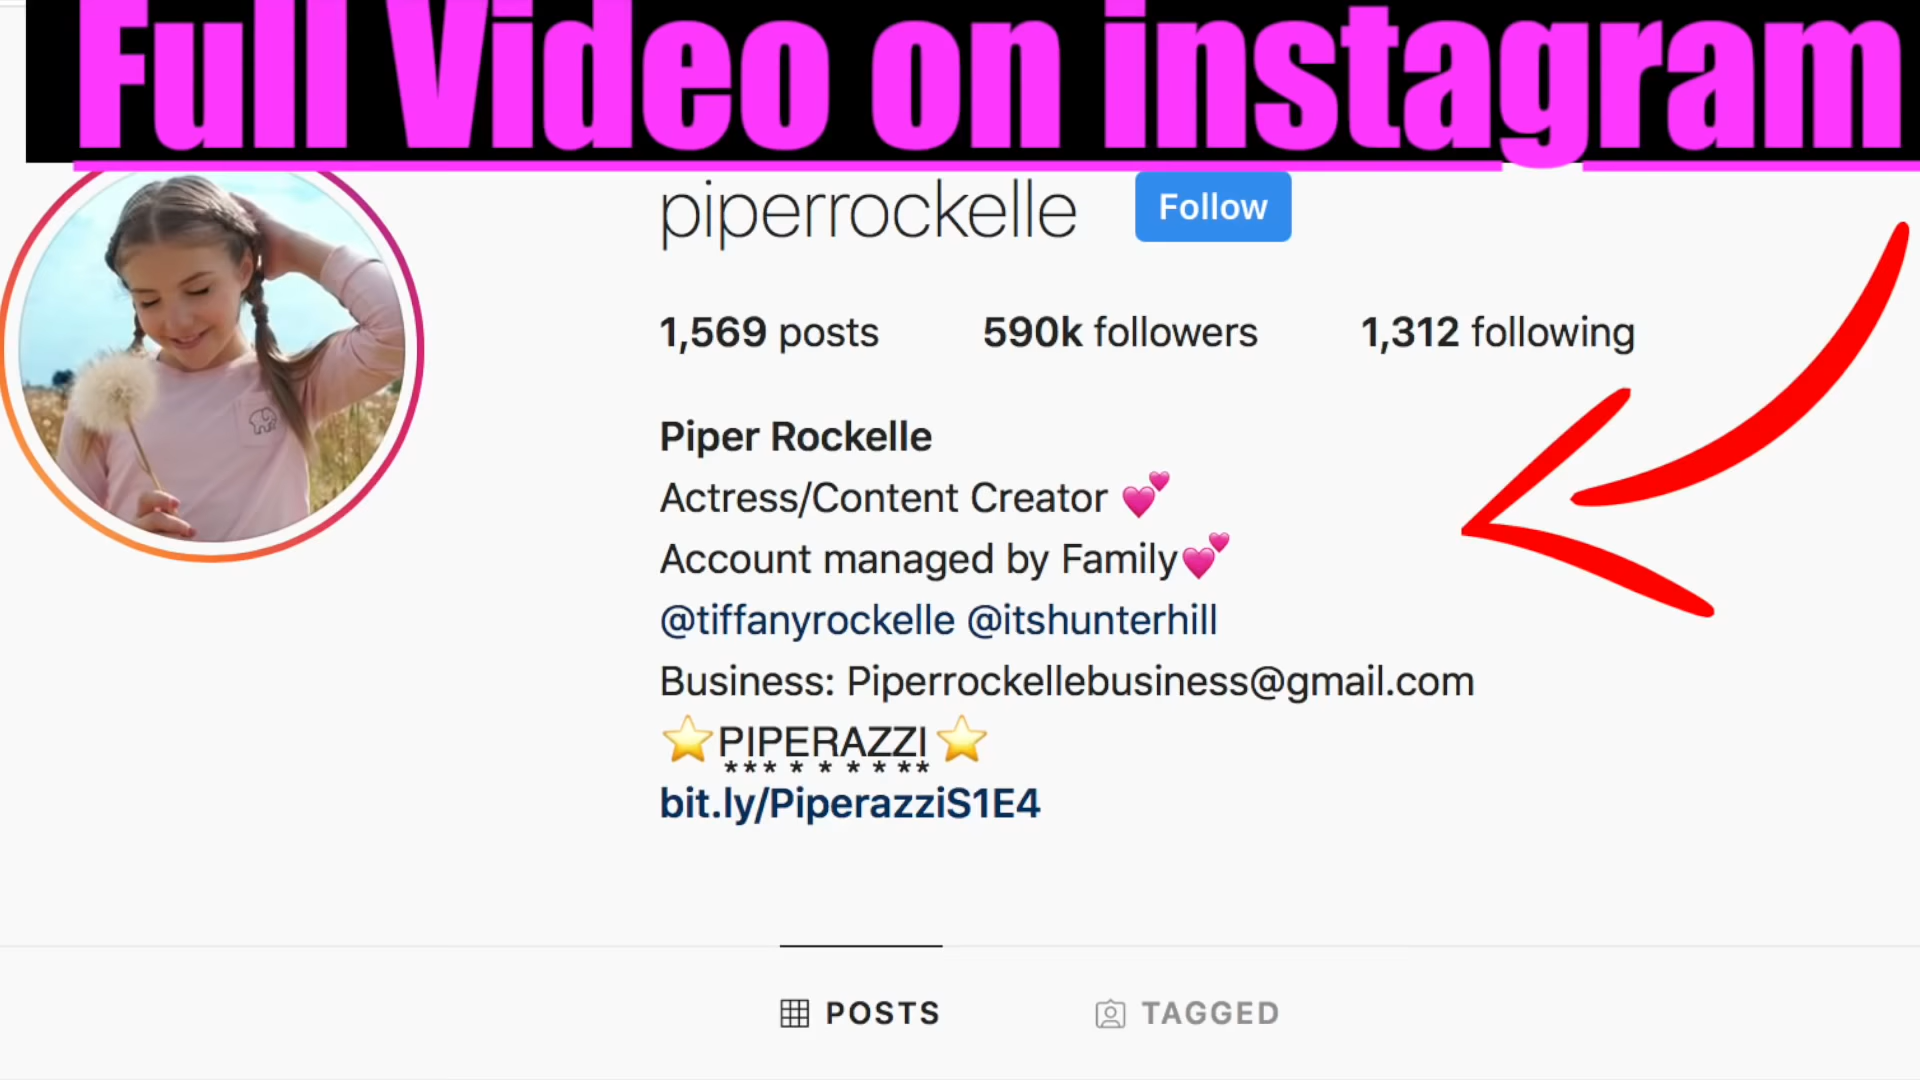 Full Video on instagram
piperrockelle Follow
1,569 posts 590k followers 1,312 following
Piper Rockelle
Actress/Content Creator 💕
Account managed by Family💕
@tiffanyrockelle @itshunterhill
Business: Piperrockellebusiness@gmail.com
⭐P͙I͙P͙E͙R͙A͙Z͙Z͙I͙⭐
bit.ly/PiperazziS1E4
POSTS TAGGED